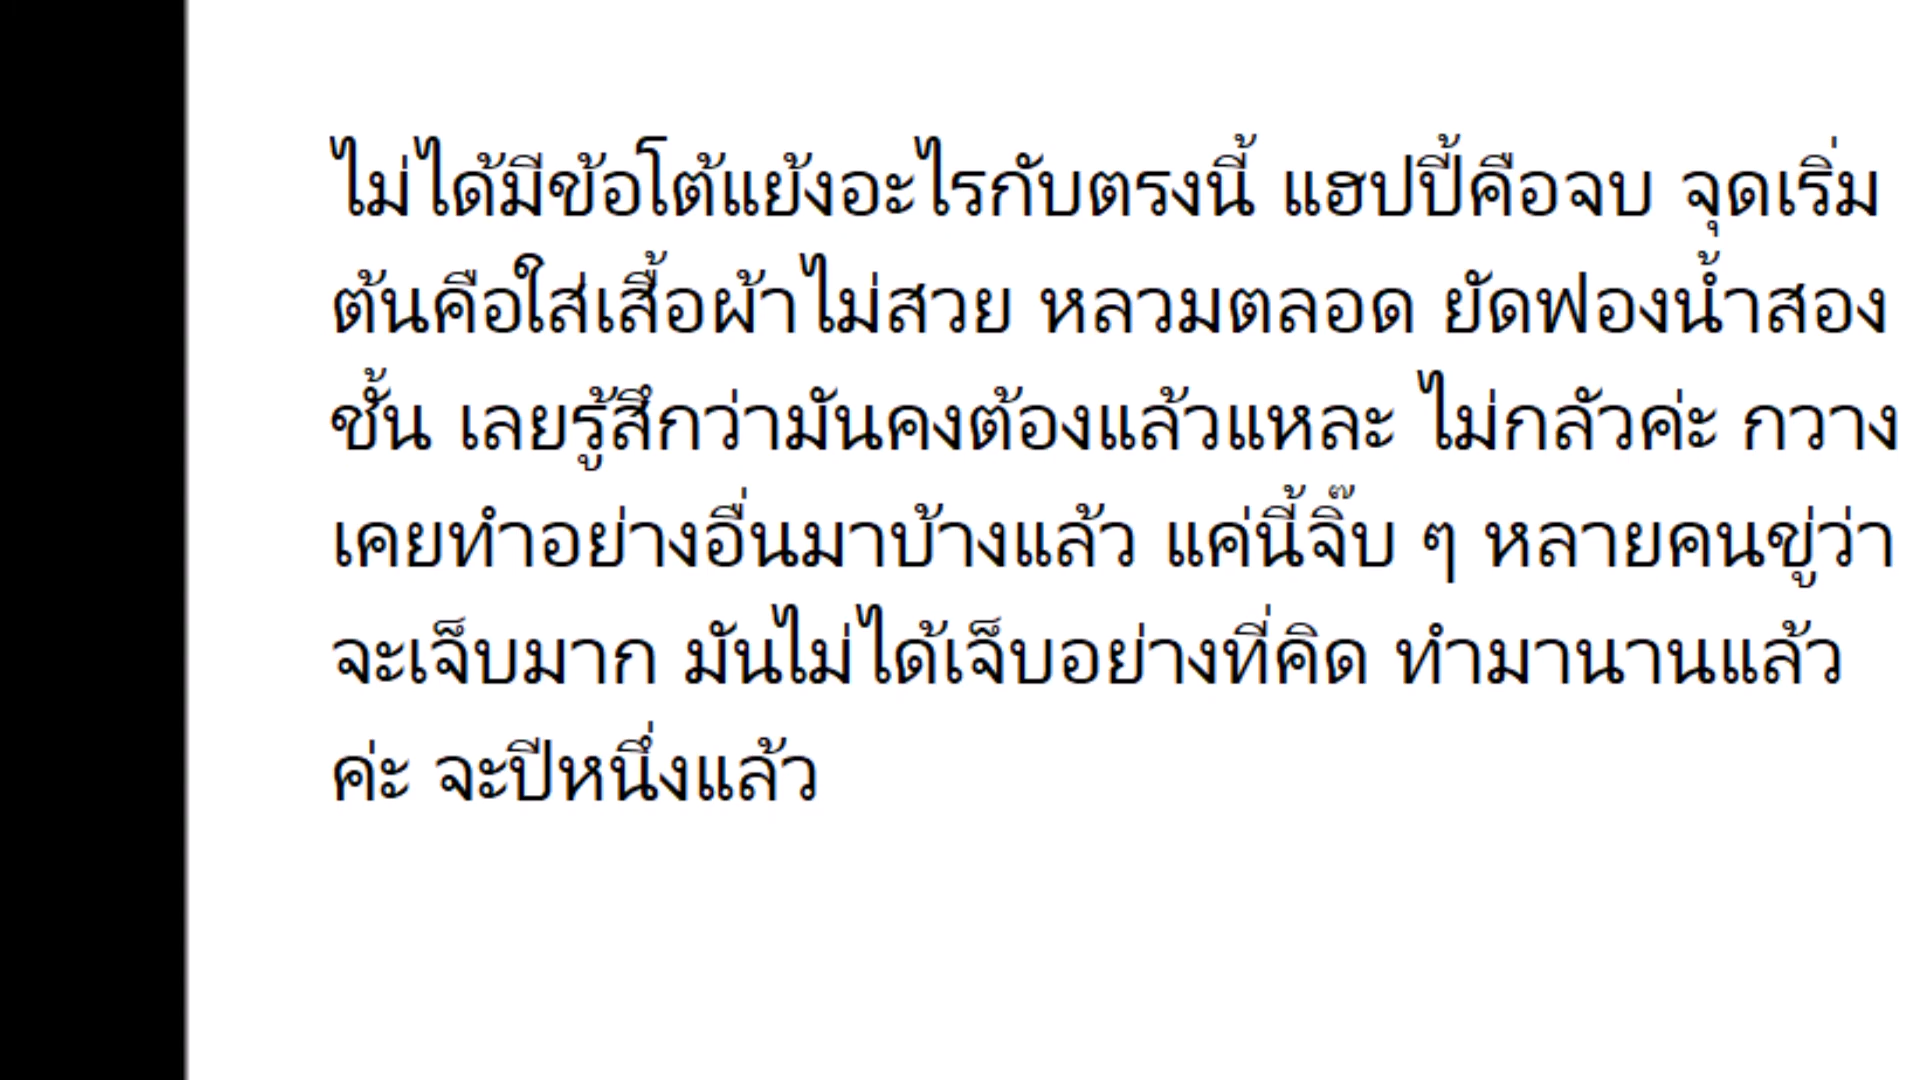 ไม่ได้มีข้อโต้แย้งอะไรกับตรงนี้ แฮปปี้คือจบ จุดเริ่ม
ต้นคือใส่เสื้อผ้าไม่สวย หลวมตลอด ยัดฟองน้ำสอง
ชั้น เลยรู้สึกว่ามันคงต้องแล้วแหละ ไม่กลัวค่ะ กวาง
เคยทำอย่างอื่นมาบ้างแล้ว แค่นี้จิ๊บ ๆ หลายคนขู่ว่า
จะเจ็บมาก มันไม่ได้เจ็บอย่างที่คิด ทำมานานแล้ว
ค่ะ จะปีหนึ่งแล้ว